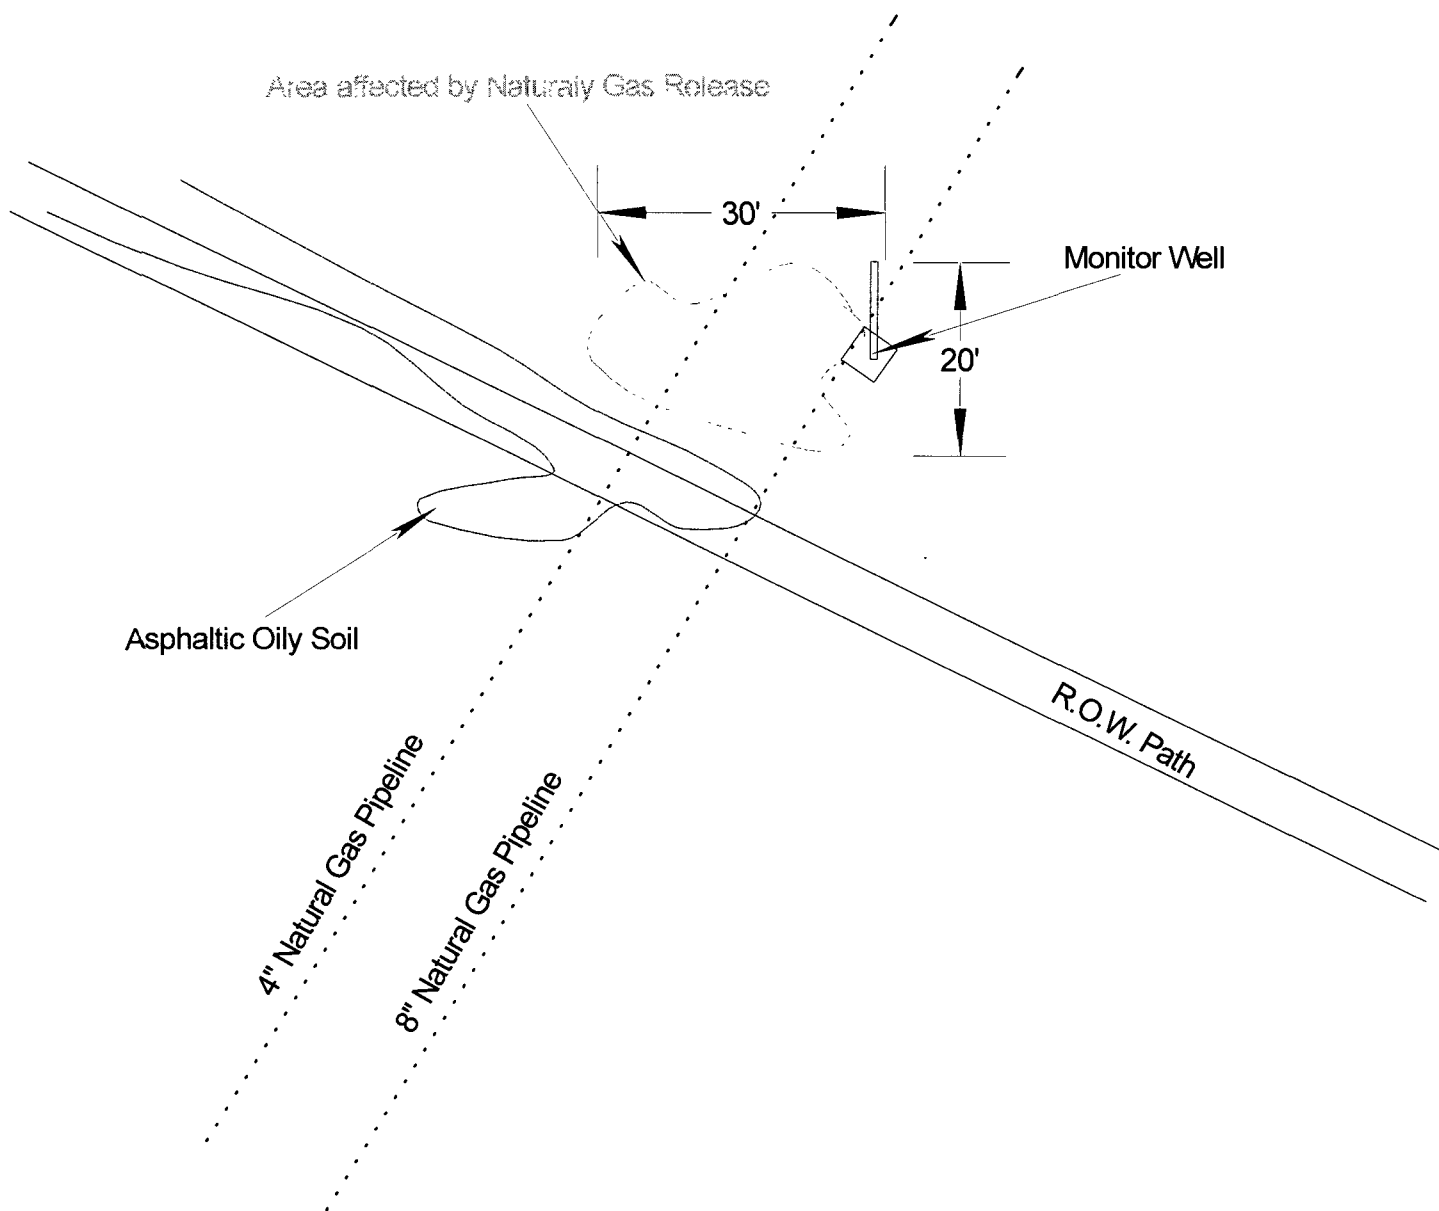 Area affected by Naturaly Gas Rolease
30'
Monitor Well
20'
Asphaltic Oily Soil
R.O.W. Path
4" Natural Gas Pipeline
8" Natural Gas Pipeline